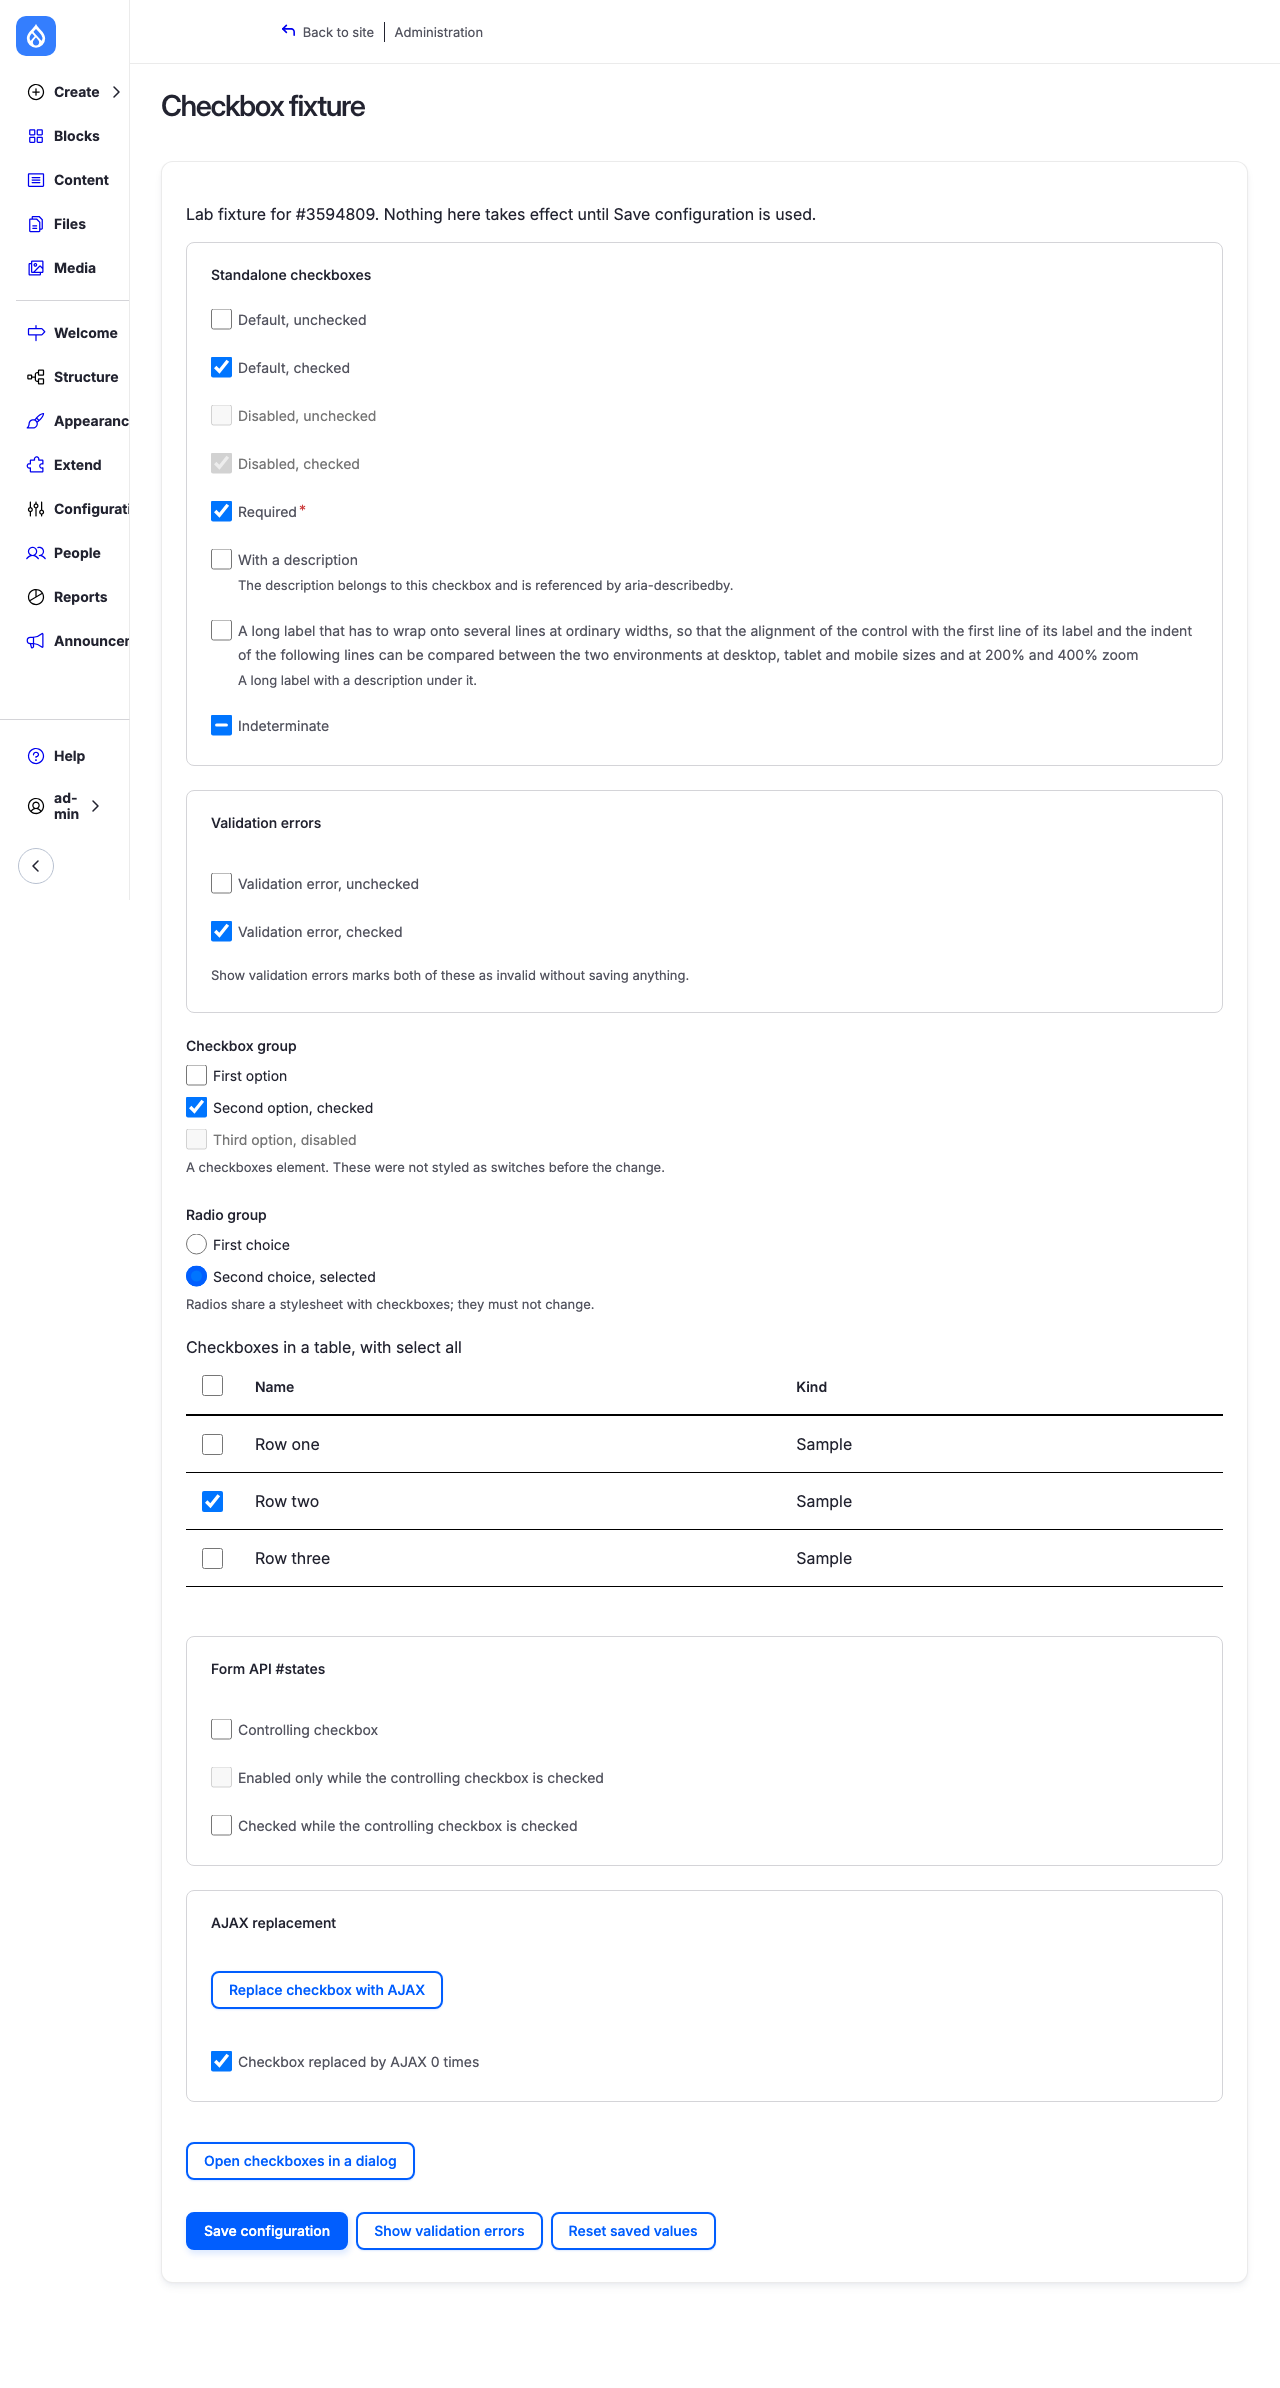 Back to site
Administration
Create
Blocks
Content
Files
Media
Welcome
Structure
Appearanc
Extend
Configurati
People
Reports
Announcer
Help
ad-
min
Checkbox fixture
Lab fixture for #3594809. Nothing here takes effect until Save configuration is used.
Standalone checkboxes
Default, unchecked
Default, checked
Disabled, unchecked
Disabled, checked
Required*
With a description
The description belongs to this checkbox and is referenced by aria-describedby.
A long label that has to wrap onto several lines at ordinary widths, so that the alignment of the control with the first line of its label and the indent
of the following lines can be compared between the two environments at desktop, tablet and mobile sizes and at 200% and 400% zoom
A long label with a description under it.
Indeterminate
Validation errors
Validation error, unchecked
Validation error, checked
Show validation errors marks both of these as invalid without saving anything.
Checkbox group
First option
Second option, checked
Third option, disabled
A checkboxes element. These were not styled as switches before the change.
Radio group
First choice
Second choice, selected
Radios share a stylesheet with checkboxes; they must not change.
Checkboxes in a table, with select all
Name Kind
Row one Sample
Row two Sample
Row three Sample
Form API #states
Controlling checkbox
Enabled only while the controlling checkbox is checked
Checked while the controlling checkbox is checked
AJAX replacement
Replace checkbox with AJAX
Checkbox replaced by AJAX 0 times
Open checkboxes in a dialog
Save configuration
Show validation errors
Reset saved values